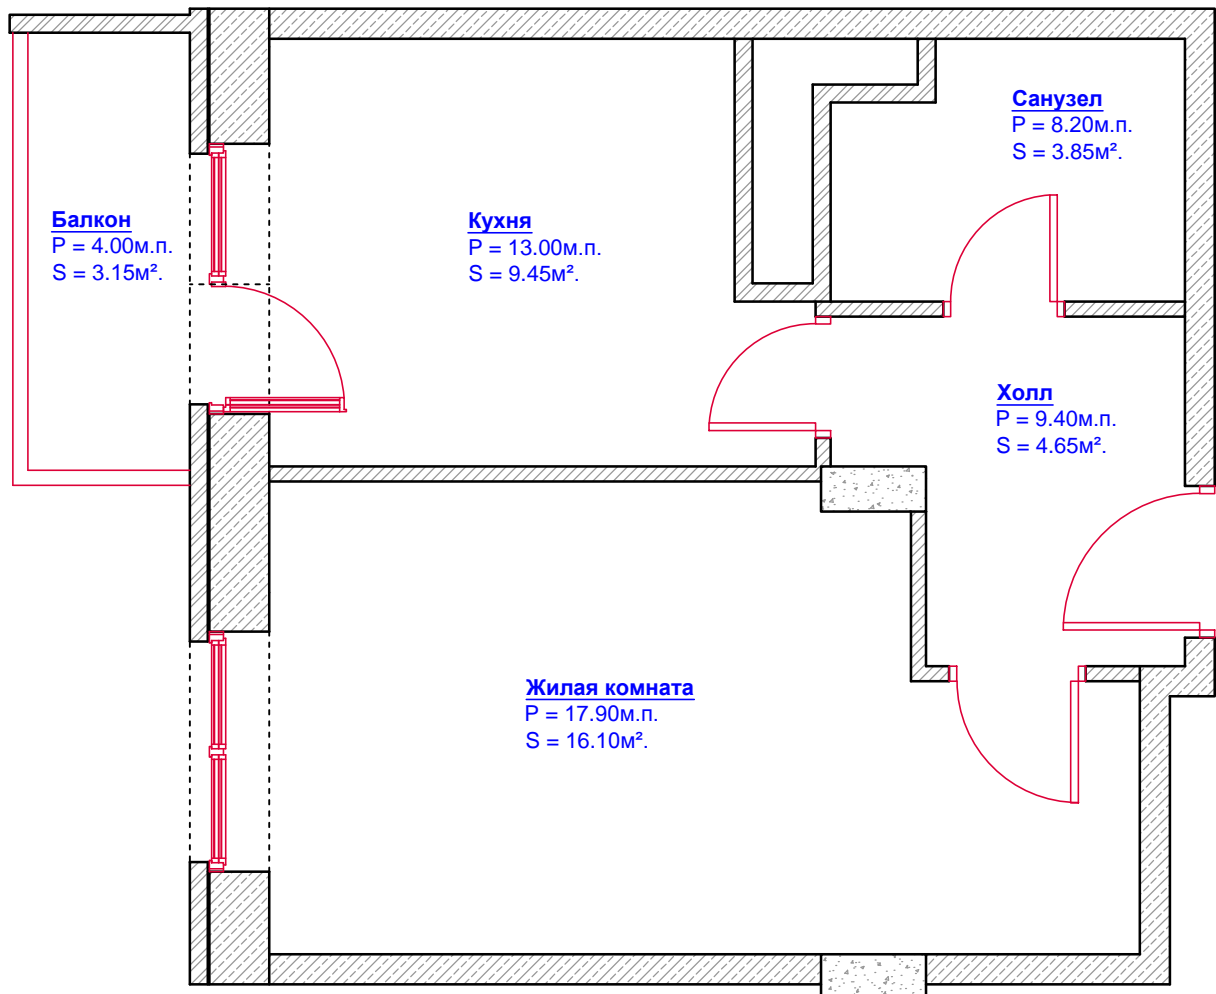 Санузел
P = 8.20м.п.
S = 3.85м².
Балкон
P = 4.00м.п.
S = 3.15м².
Кухня
P = 13.00м.п.
S = 9.45м².
Холл
P = 9.40м.п.
S = 4.65м².
Жилая комната
P = 17.90м.п.
S = 16.10м².